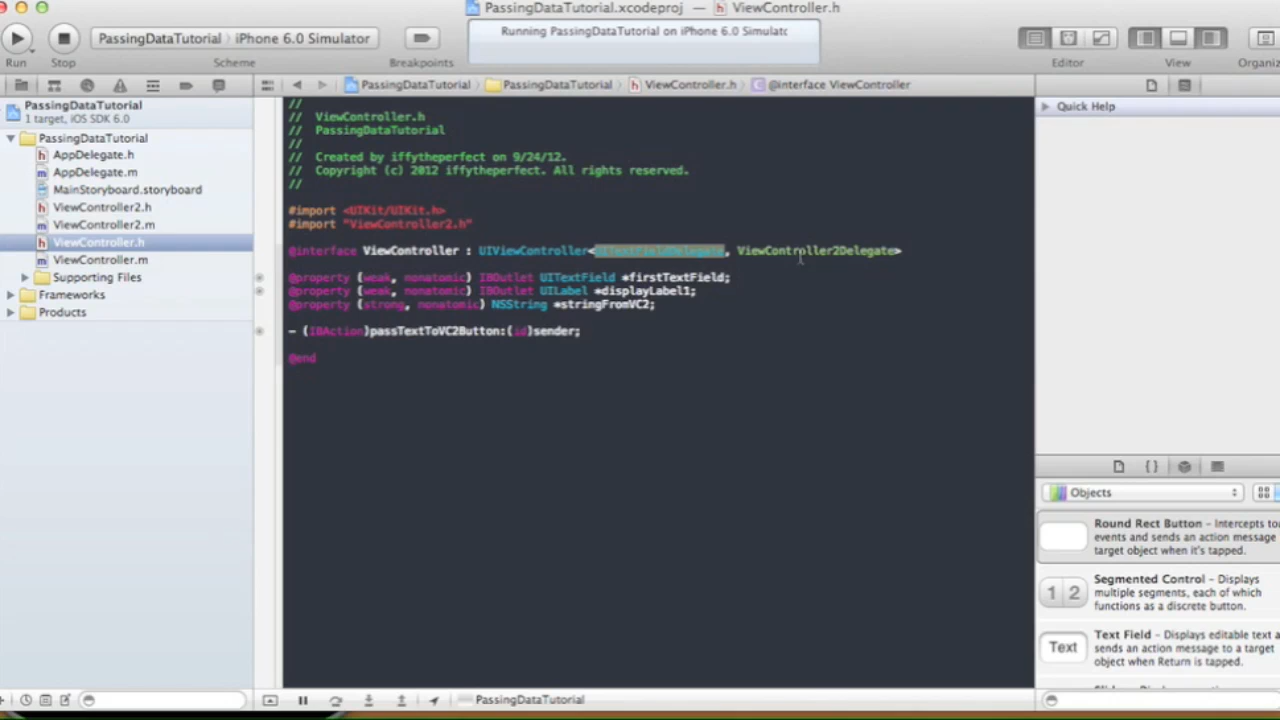 PassingDataTutorial.xcodeproj — ViewController.h
PassingDataTutorial iPhone 6.0 Simulator
Running PassingDataTutorial on iPhone 6.0 Simulator
Run
Stop
Scheme
Breakpoints
Editor
View
Organiz
PassingDataTutorial
PassingDataTutorial
ViewController.h
@interface ViewController
PassingDataTutorial
1 target, iOS SDK 6.0
PassingDataTutorial
AppDelegate.h
AppDelegate.m
MainStoryboard.storyboard
ViewController2.h
ViewController2.m
ViewController.h
ViewController.m
Supporting Files
Frameworks
Products
//
// ViewController.h
// PassingDataTutorial
//
// Created by iffytheperfect on 9/24/12.
// Copyright (c) 2012 iffytheperfect. All rights reserved.
//
#import <UIKit/UIKit.h>
#import "ViewController2.h"
@interface ViewController : UIViewController<UITextFieldDelegate, ViewController2Delegate>
@property (weak, nonatomic) IBOutlet UITextField *firstTextField;
@property (weak, nonatomic) IBOutlet UILabel *displayLabel1;
@property (strong, nonatomic) NSString *stringFromVC2;
- (IBAction)passTextToVC2Button:(id)sender;
@end
PassingDataTutorial
Quick Help
Objects
Round Rect Button - Intercepts tou
events and sends an action message
target object when it's tapped.
1 2
Segmented Control - Displays
multiple segments, each of which
functions as a discrete button.
Text
Text Field - Displays editable text a
sends an action message to a target
object when Return is tapped.